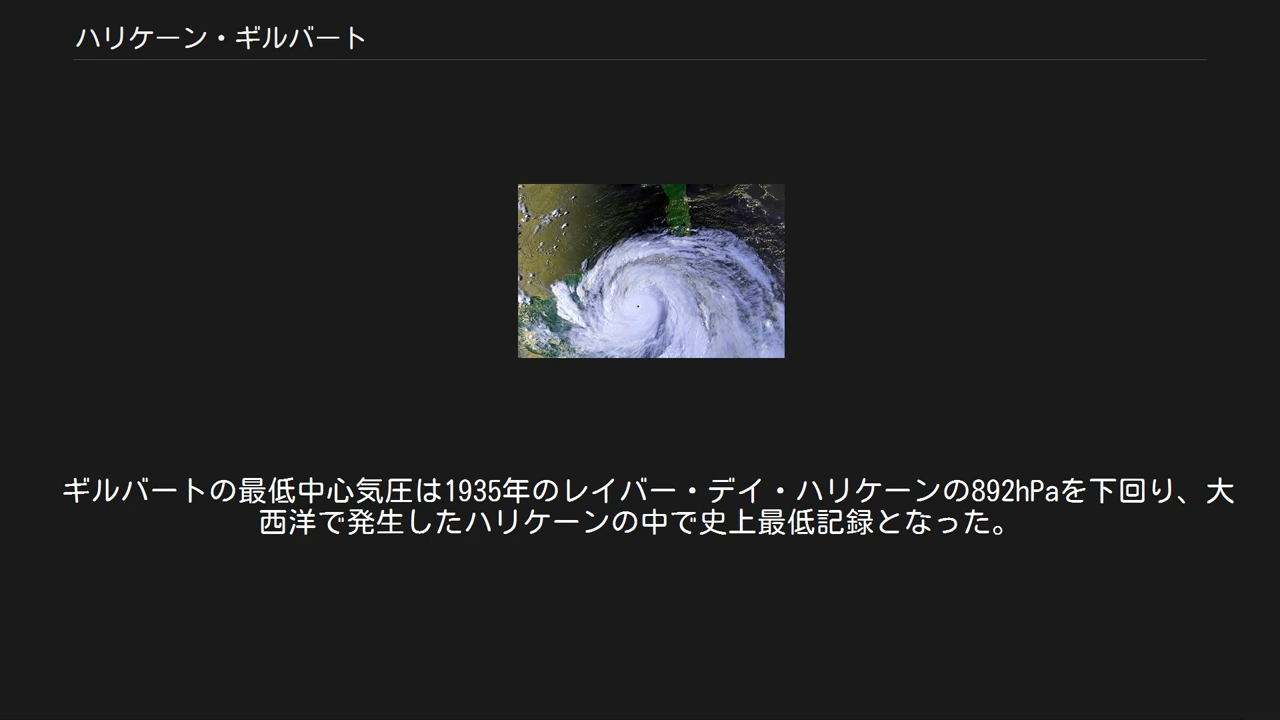 ハリケーン・ギルバート
ギルバートの最低中心気圧は1935年のレイバー・デイ・ハリケーンの892hPaを下回り、大
西洋で発生したハリケーンの中で史上最低記録となった。